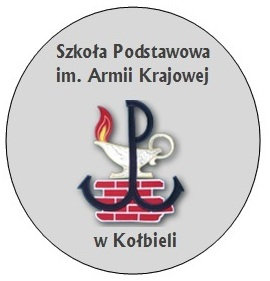 Szkoła Podstawowa
im. Armii Krajowej
w Kołbieli